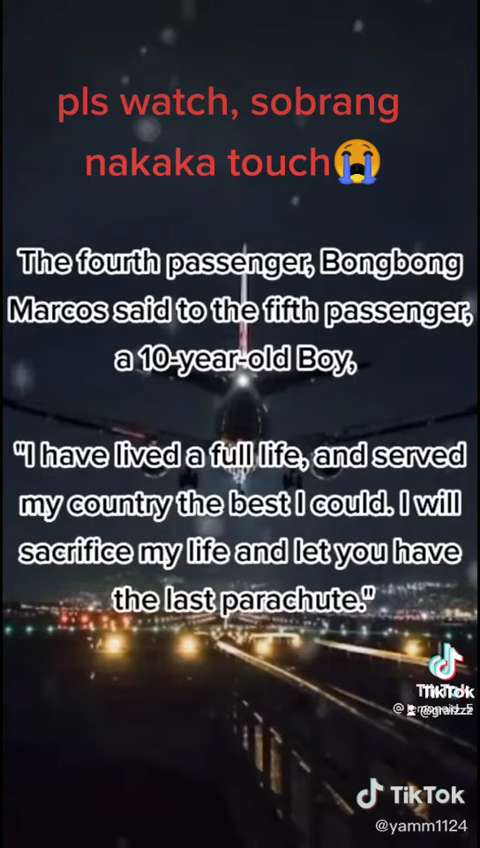 pls watch, sobrang
nakaka touch😭
The fourth passenger, Bongbong
Marcos said to the fifth passenger,
a 10-year-old Boy,
"I have lived a full life, and served
my country the best I could. I will
sacrifice my life and let you have
the last parachute."
TikTok
@graizzz
TikTok
@yamm1124